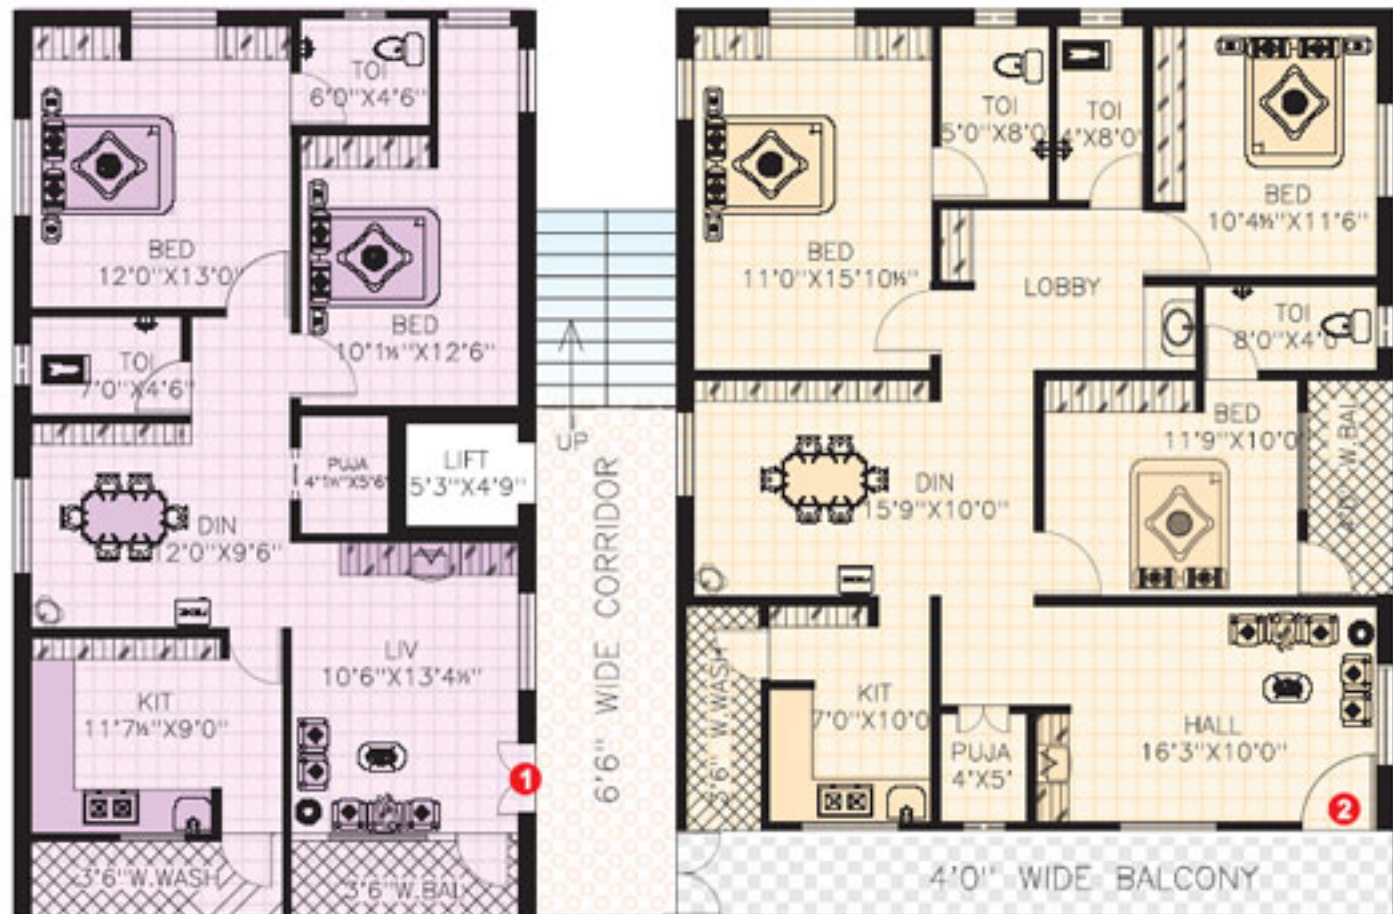 TOI
6'0"X4'6"
BED
12'0"X13'0"
BED
10'1½"X12'6"
TOI
7'0"X4'6"
PUJA
4'1½"X5'6"
LIFT
5'3"X4'9"
DIN
12'0"X9'6"
LIV
10'6"X13'4½"
KIT
11'7½"X9'0"
1
3'6"W.WASH
3'6"W.BAL
UP
6'6" WIDE CORRIDOR
TOI
5'0"X8'0
TOI
4'X8'0"
BED
10'4½"X11'6"
BED
11'0"X15'10½"
LOBBY
TOI
8'0"X4'0
BED
11'9"X10'0
4'0" W.BAL
DIN
15'9"X10'0"
3'6" W.WASH
KIT
7'0"X10'0
PUJA
4'X5'
HALL
16'3"X10'0"
2
4'0" WIDE BALCONY